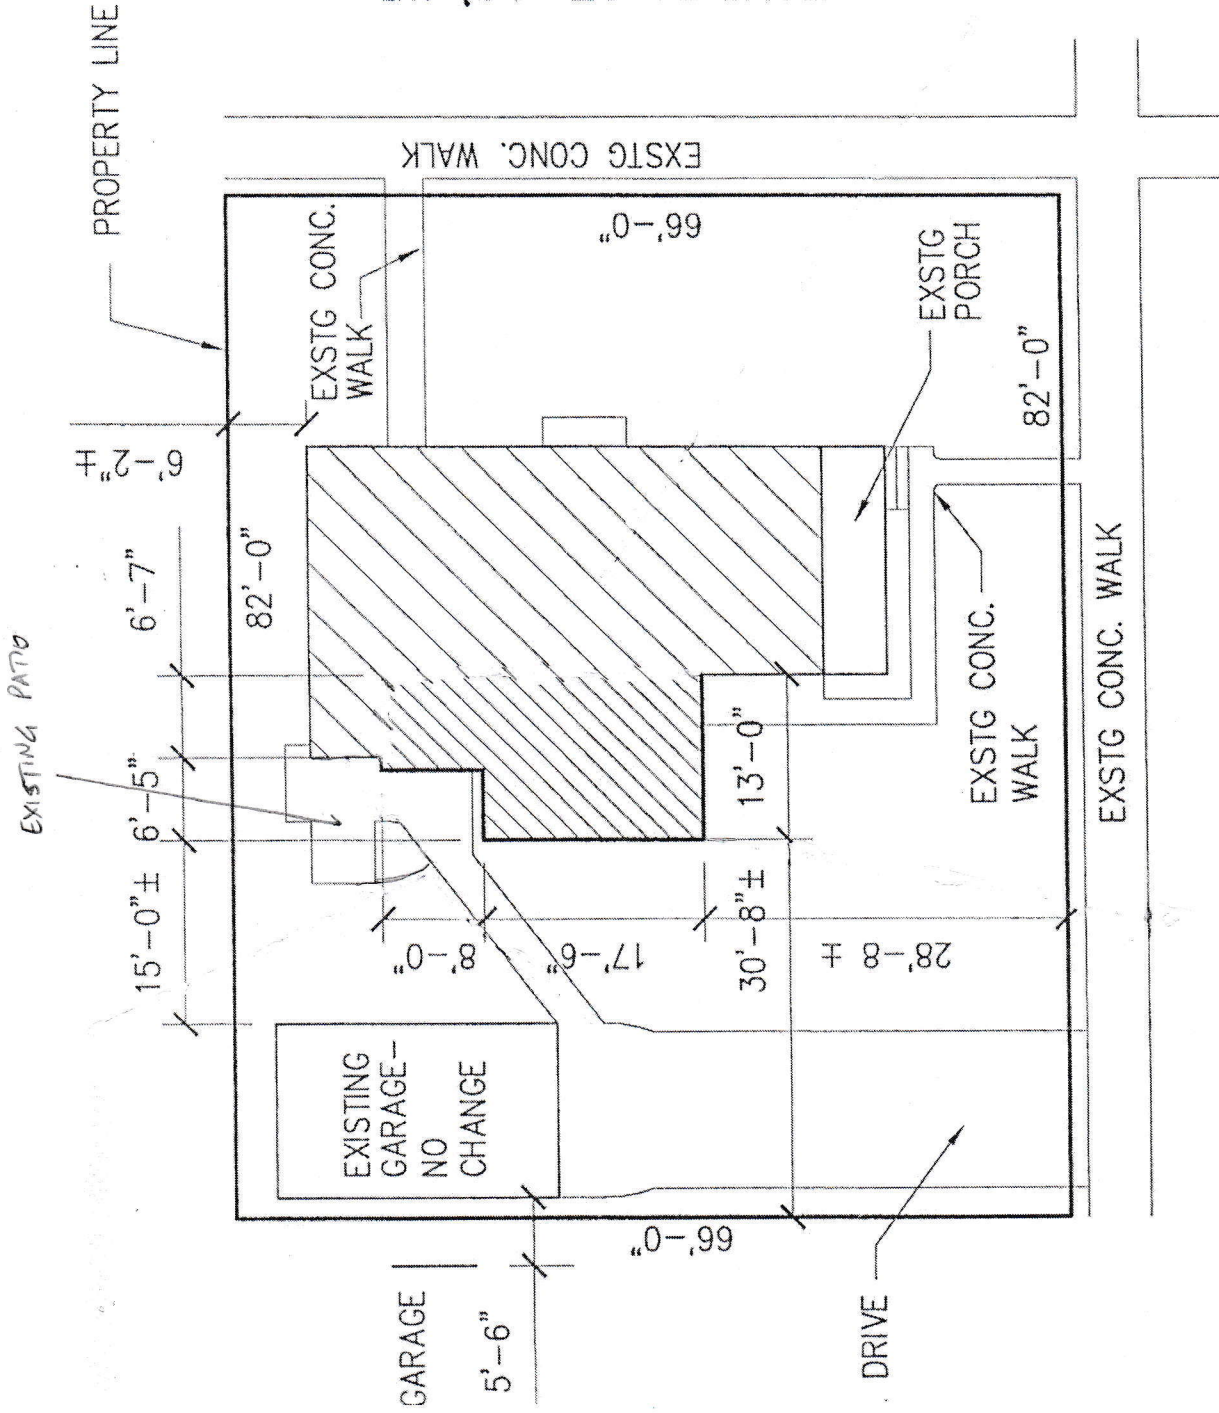 PROPERTY LINE
EXISTING PATIO
EXSTG CONC. WALK
66'-0"
EXSTG CONC.
WALK
EXSTG
PORCH
82'-0"
6'-2"±
6'-7"
82'-0"
6'-5"
15'-0"±
13'-0"
EXSTG CONC.
WALK
EXSTG CONC. WALK
8'-0"
17'-6"
30'-8"±
28'-8 ±
EXISTING
GARAGE-
NO
CHANGE
66'-0"
GARAGE
5'-6"
DRIVE